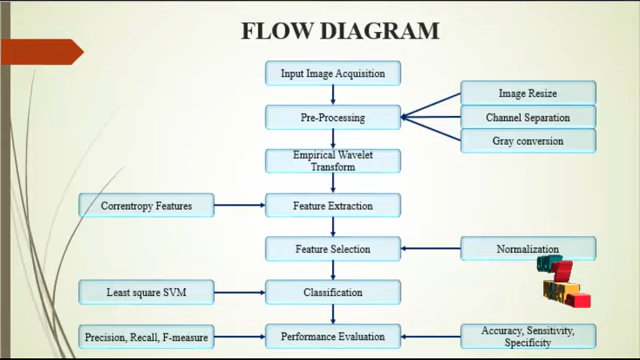 FLOW DIAGRAM
Input Image Acquisition
Image Resize
Pre-Processing
Channel Separation
Gray conversion
Empirical Wavelet
Transform
Correntropy Features
Feature Extraction
Feature Selection
Normalization
Least square SVM
Classification
Precision, Recall, F-measure
Performance Evaluation
Accuracy, Sensitivity,
Specificity